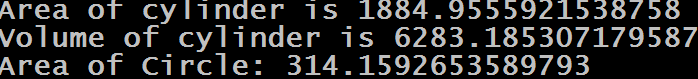 Area of cylinder is 1884.9555921538758
Volume of cylinder is 6283.185307179587
Area of Circle: 314.1592653589793